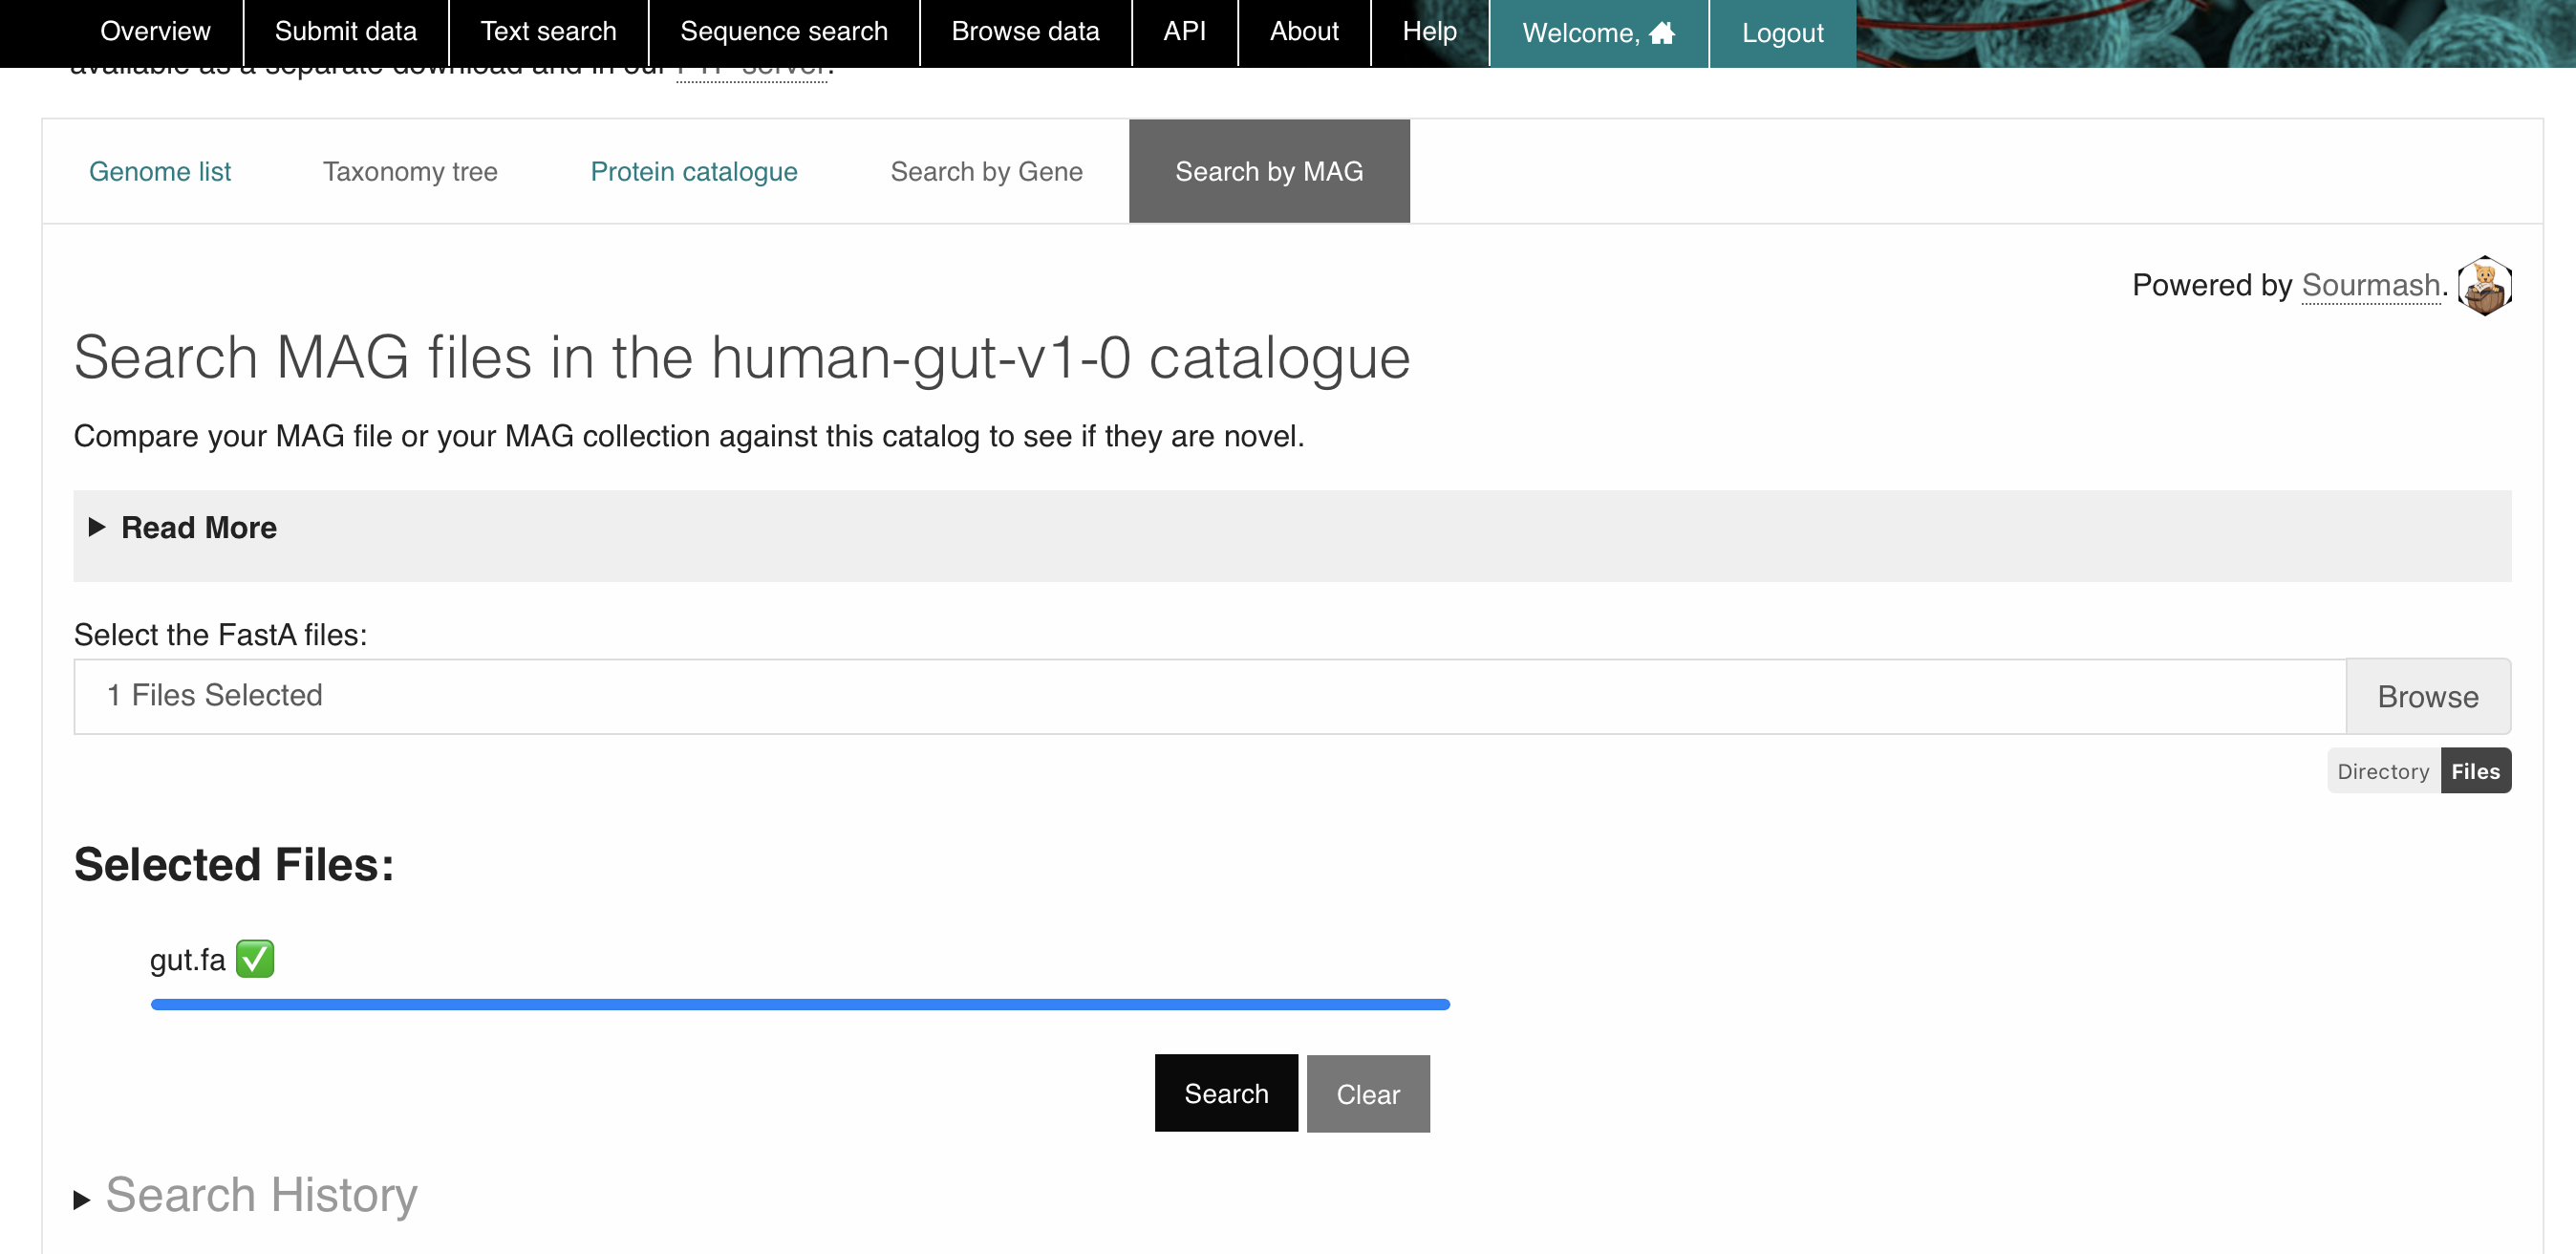 Overview Submit data Text search Sequence search Browse data API About Help Welcome, Logout
available as a separate download and in our FTP server.
Genome list Taxonomy tree Protein catalogue Search by Gene Search by MAG
Powered by Sourmash.
Search MAG files in the human-gut-v1-0 catalogue
Compare your MAG file or your MAG collection against this catalog to see if they are novel.
Read More
Select the FastA files:
1 Files Selected Browse
Directory Files
Selected Files:
gut.fa ✅
Search Clear
Search History